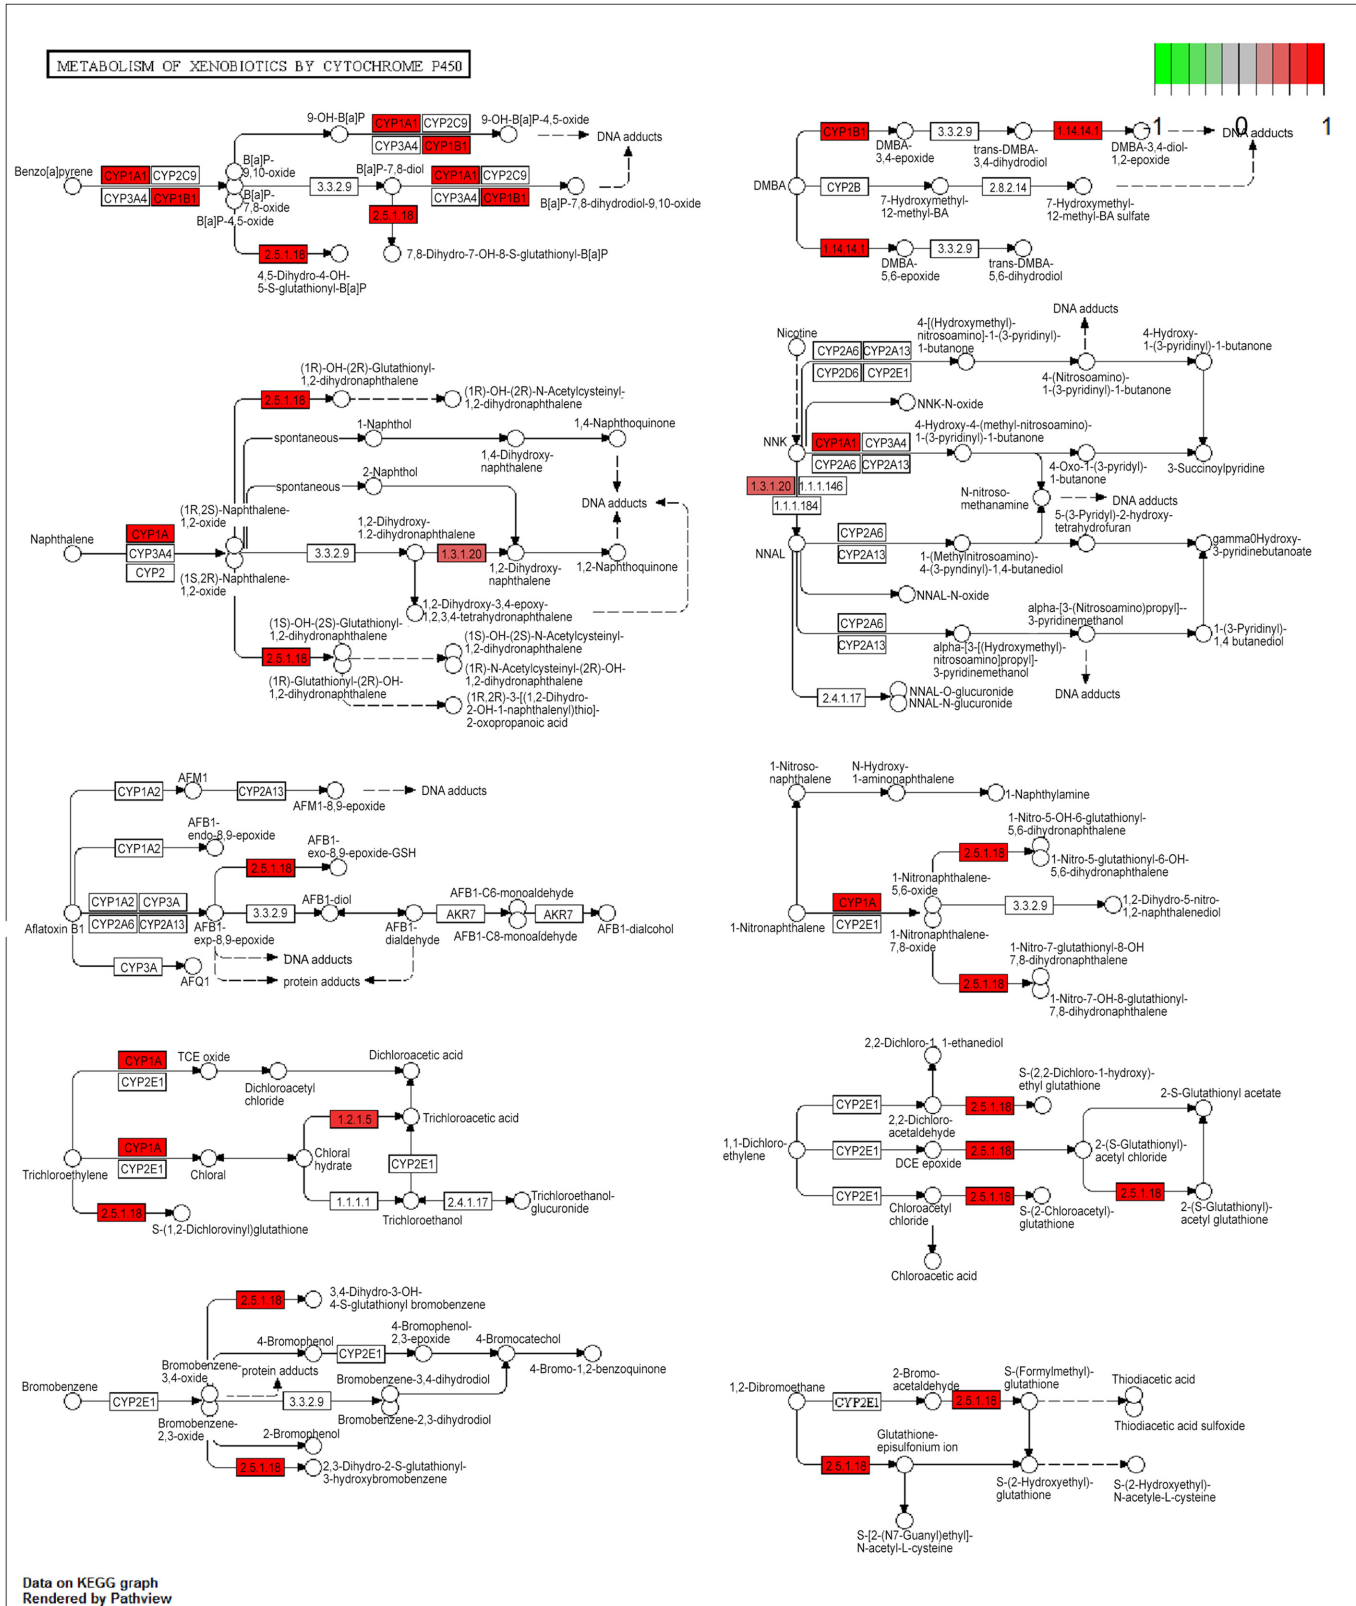 METABOLISM OF XENOBIOTICS BY CYTOCHROME P450
-1
0
1
9-OH-B[a]P
CYP1A1
CYP2C9
CYP3A4
CYP1B1
9-OH-B[a]P-4,5-oxide
DNA adducts
Benzo[a]pyrene
CYP1A1
CYP2C9
CYP3A4
CYP1B1
B[a]P-
9,10-oxide
B[a]P-
7,8-oxide
B[a]P-4,5-oxide
3.3.2.9
B[a]P-7,8-diol
CYP1A1
CYP2C9
CYP3A4
CYP1B1
B[a]P-7,8-dihydrodiol-9,10-oxide
2.5.1.18
7,8-Dihydro-7-OH-8-S-glutathionyl-B[a]P
2.5.1.18
4,5-Dihydro-4-OH-
5-S-glutathionyl-B[a]P
CYP1B1
DMBA-
3,4-epoxide
3.3.2.9
trans-DMBA-
3,4-dihydrodiol
1.14.14.1
DMBA-3,4-diol-
1,2-epoxide
DNA adducts
DMBA
CYP2B
7-Hydroxymethyl-
12-methyl-BA
2.8.2.14
7-Hydroxymethyl-
12-methyl-BA sulfate
1.14.14.1
DMBA-
5,6-epoxide
3.3.2.9
trans-DMBA-
5,6-dihydrodiol
(1R)-OH-(2R)-Glutathionyl-
1,2-dihydronaphthalene
2.5.1.18
(1R)-OH-(2R)-N-Acetylcysteinyl-
1,2-dihydronaphthalene
spontaneous
1-Naphthol
1,4-Dihydroxy-
naphthalene
1,4-Naphthoquinone
2-Naphthol
spontaneous
DNA adducts
Naphthalene
CYP1A
CYP3A4
CYP2
(1R,2S)-Naphthalene-
1,2-oxide
(1S,2R)-Naphthalene-
1,2-oxide
3.3.2.9
1,2-Dihydroxy-
1.2-dihydronaphthalene
1.3.1.20
1,2-Dihydroxy-
naphthalene
1,2-Naphthoquinone
1,2-Dihydroxy-3,4-epoxy-
1,2,3,4-tetrahydronaphthalene
(1S)-OH-(2S)-Glutathionyl-
1,2-dihydronaphthalene
2.5.1.18
(1R)-Glutathionyl-(2R)-OH-
1,2-dihydronaphthalene
(1S)-OH-(2S)-N-Acetylcysteinyl-
1,2-dihydronaphthalene
(1R)-N-Acetylcysteinyl-(2R)-OH-
1,2-dihydronaphthalene
(1R,2R)-3-[(1,2-Dihydro-
2-OH-1-naphthalenyl)thio]-
2-oxopropanoic acid
Nicotine
CYP2A6
CYP2A13
CYP2D6
CYP2E1
4-[(Hydroxymethyl)-
nitrosoamino]-1-(3-pyridinyl)-
1-butanone
DNA adducts
4-(Nitrosoamino)-
1-(3-pyridinyl)-1-butanone
4-Hydroxy-
1-(3-pyridinyl)-1-butanone
NNK-N-oxide
NNK
CYP1A1
CYP3A4
CYP2A6
CYP2A13
4-Hydroxy-4-(methyl-nitrosoamino)-
1-(3-pyridinyl)-1-butanone
4-Oxo-1-(3-pyridyl)-
1-butanone
3-Succinoylpyridine
1.3.1.20
1.1.1.146
1.1.1.184
N-nitroso-
methanamine
DNA adducts
5-(3-Pyridyl)-2-hydroxy-
tetrahydrofuran
NNAL
CYP2A6
CYP2A13
1-(Methylnitrosoamino)-
4-(3-pyndinyl)-1,4-butanediol
gamma0Hydroxy-
3-pyridinebutanoate
NNAL-N-oxide
CYP2A6
CYP2A13
alpha-[3-[(Hydroxymethyl)-
nitrosoamino]propyl]-
3-pyridinemethanol
alpha-[3-(Nitrosoamino)propyl]--
3-pyridinemethanol
1-(3-Pyridinyl)-
1,4 butanediol
DNA adducts
2.4.1.17
NNAL-O-glucuronide
NNAL-N-glucuronide
CYP1A2
AFM1
CYP2A13
AFM1-8,9-epoxide
DNA adducts
CYP1A2
AFB1-
endo-8,9-epoxide
2.5.1.18
AFB1-
exo-8,9-epoxide-GSH
Aflatoxin B1
CYP1A2
CYP3A
CYP2A6
CYP2A13
AFB1-
exp-8,9-epoxide
3.3.2.9
AFB1-diol
AFB1-
dialdehyde
AKR7
AFB1-C6-monoaldehyde
AFB1-C8-monoaldehyde
AKR7
AFB1-dialcohol
CYP3A
AFQ1
DNA adducts
protein adducts
1-Nitroso-
naphthalene
N-Hydroxy-
1-aminonaphthalene
1-Naphthylamine
1-Nitronaphthalene
CYP1A
CYP2E1
1-Nitronaphthalene-
5,6-oxide
1-Nitronaphthalene-
7,8-oxide
2.5.1.18
1-Nitro-5-OH-6-glutathionyl-
5,6-dihydronaphthalene
1-Nitro-5-glutathionyl-6-OH-
5,6-dihydronaphthalene
3.3.2.9
1,2-Dihydro-5-nitro-
1,2-naphthalenediol
1-Nitro-7-glutathionyl-8-OH
7,8-dihydronaphthalene
2.5.1.18
1-Nitro-7-OH-8-glutathionyl-
7,8-dihydronaphthalene
CYP1A
CYP2E1
TCE oxide
Dichloroacetyl
chloride
Dichloroacetic acid
1.2.1.5
Trichloroacetic acid
Trichloroethylene
CYP1A
CYP2E1
Chloral
Chloral
hydrate
CYP2E1
1.1.1.1
Trichloroethanol
2.4.1.17
Trichloroethanol-
glucuronide
2.5.1.18
S-(1,2-Dichlorovinyl)glutathione
2,2-Dichloro-1, 1-ethanediol
CYP2E1
2,2-Dichloro-
acetaldehyde
2.5.1.18
S-(2,2-Dichloro-1-hydroxy)-
ethyl glutathione
2-S-Glutathionyl acetate
1,1-Dichloro-
ethylene
CYP2E1
DCE epoxide
2.5.1.18
2-(S-Glutathionyl)-
acetyl chloride
CYP2E1
Chloroacetyl
chloride
2.5.1.18
S-(2-Chloroacetyl)-
glutathione
2.5.1.18
2-(S-Glutathionyl)-
acetyl glutathione
Chloroacetic acid
2.5.1.18
3,4-Dihydro-3-OH-
4-S-glutathionyl bromobenzene
4-Bromophenol
CYP2E1
4-Bromophenol-
2,3-epoxide
4-Bromocatechol
4-Bromo-1,2-benzoquinone
Bromobenzene
CYP2E1
Bromobenzene-
3,4-oxide
protein adducts
Bromobenzene-
2,3-oxide
3.3.2.9
Bromobenzene-3,4-dihydrodiol
Bromobenzene-2,3-dihydrodiol
2-Bromophenol
2.5.1.18
2,3-Dihydro-2-S-glutathionyl-
3-hydroxybromobenzene
1,2-Dibromoethane
CYP2E1
2-Bromo-
acetaldehyde
2.5.1.18
S-(Formylmethyl)-
glutathione
Thiodiacetic acid
Thiodiacetic acid sulfoxide
2.5.1.18
Glutathione-
episulfonium ion
S-(2-Hydroxyethyl)-
glutathione
S-(2-Hydroxyethyl)-
N-acetyle-L-cysteine
S-[2-(N7-Guanyl)ethyl]-
N-acetyl-L-cysteine
Data on KEGG graph
Rendered by Pathview